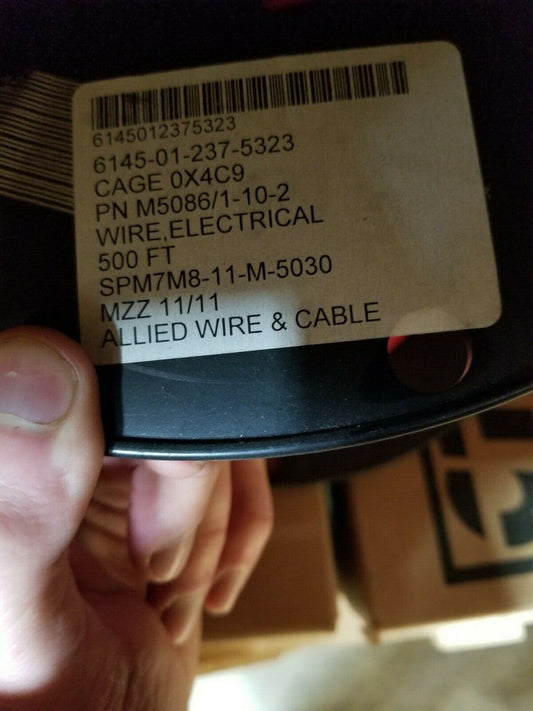 6145012375323
6145-01-237-5323
CAGE 0X4C9
PN M5086/1-10-2
WIRE,ELECTRICAL
500 FT
SPM7M8-11-M-5030
MZZ 11/11
ALLIED WIRE & CABLE